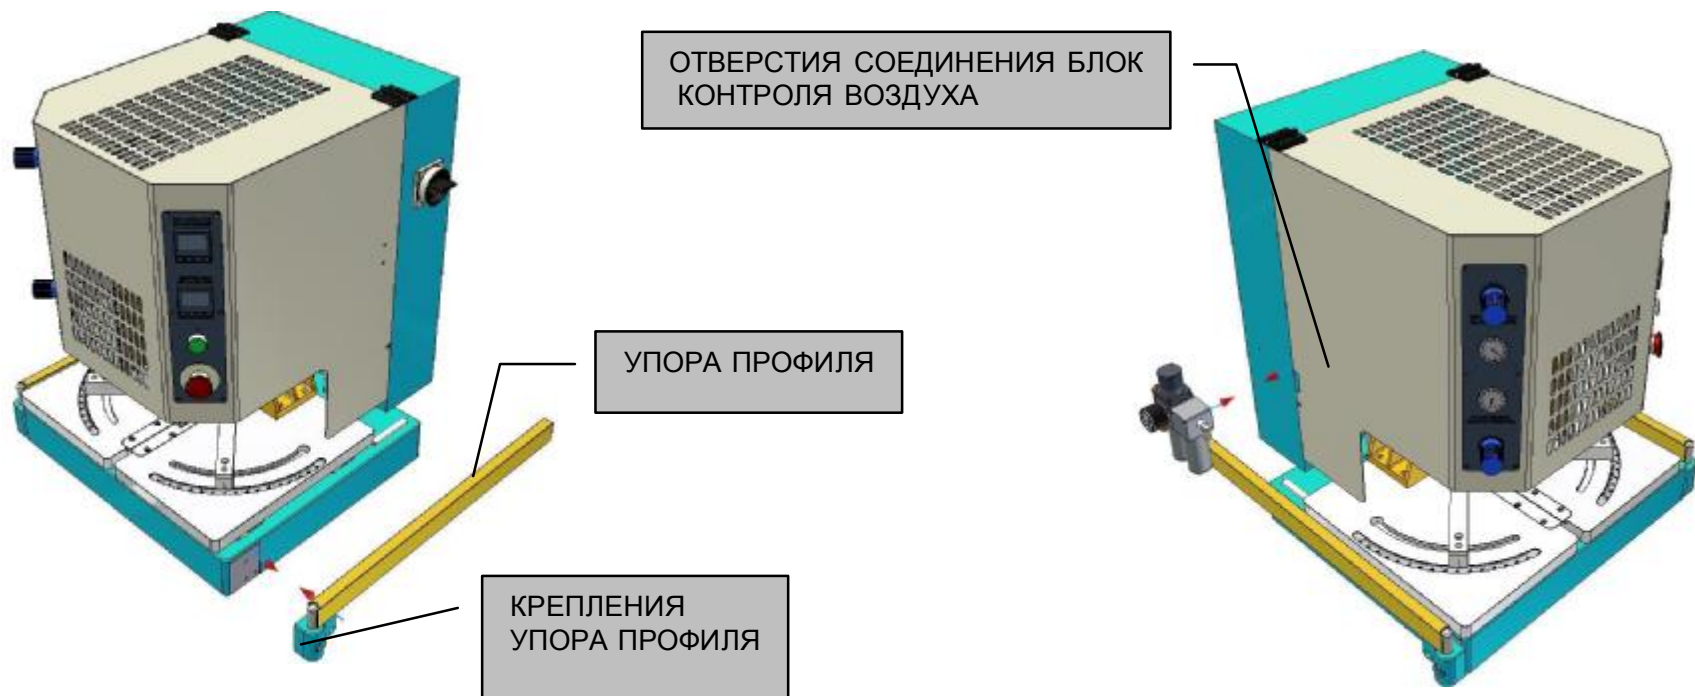 ОТВЕРСТИЯ СОЕДИНЕНИЯ БЛОК
КОНТРОЛЯ ВОЗДУХА
УПОРА ПРОФИЛЯ
КРЕПЛЕНИЯ
УПОРА ПРОФИЛЯ